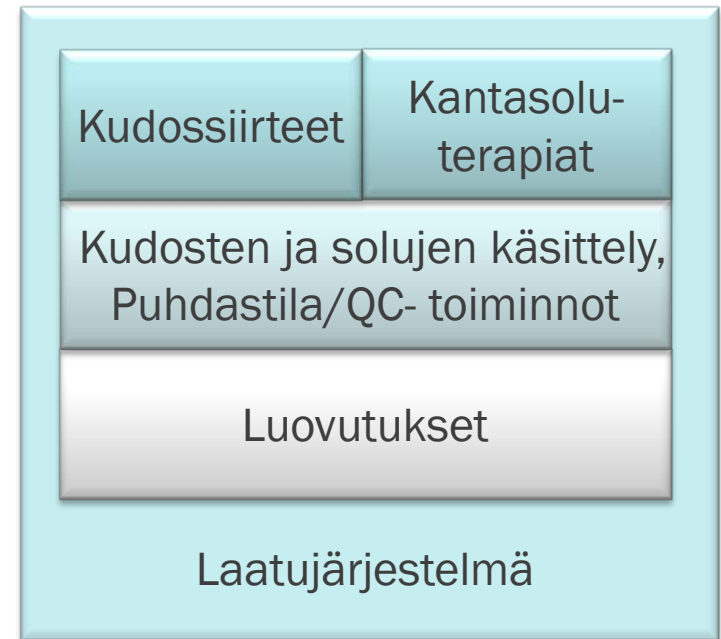 Kudossiirteet
Kantasolu-
terapiat
Kudosten ja solujen käsittely,
Puhdastila/QC- toiminnot
Luovutukset
Laatujärjestelmä